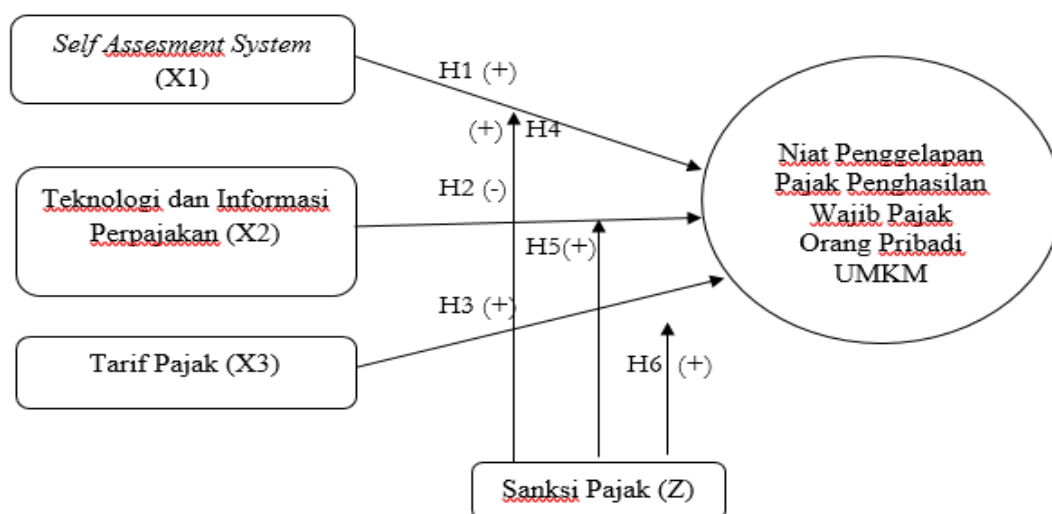 Self Assesment System
(X1)
H1 (+)
(+) H4
Teknologi dan Informasi
Perpajakan (X2)
H2 (-)
H5(+)
Niat Penggelapan
Pajak Penghasilan
Wajib Pajak
Orang Pribadi
UMKM
H3 (+)
Tarif Pajak (X3)
H6 (+)
Sanksi Pajak (Z)